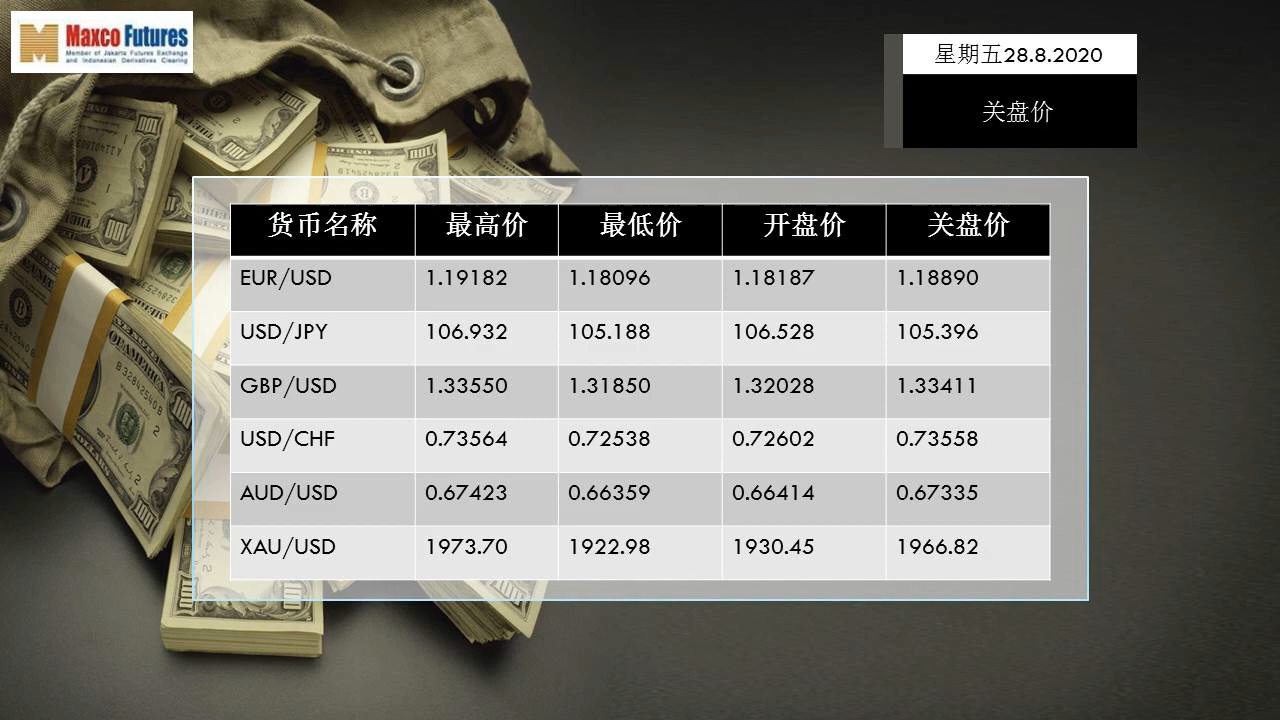 Maxco Futures
Member of Jakarta Futures Exchange
and Indonesian Derivatives Clearing
星期五28.8.2020
关盘价
货币名称 最高价 最低价 开盘价 关盘价
EUR/USD 1.19182 1.18096 1.18187 1.18890
USD/JPY 106.932 105.188 106.528 105.396
GBP/USD 1.33550 1.31850 1.32028 1.33411
USD/CHF 0.73564 0.72538 0.72602 0.73558
AUD/USD 0.67423 0.66359 0.66414 0.67335
XAU/USD 1973.70 1922.98 1930.45 1966.82